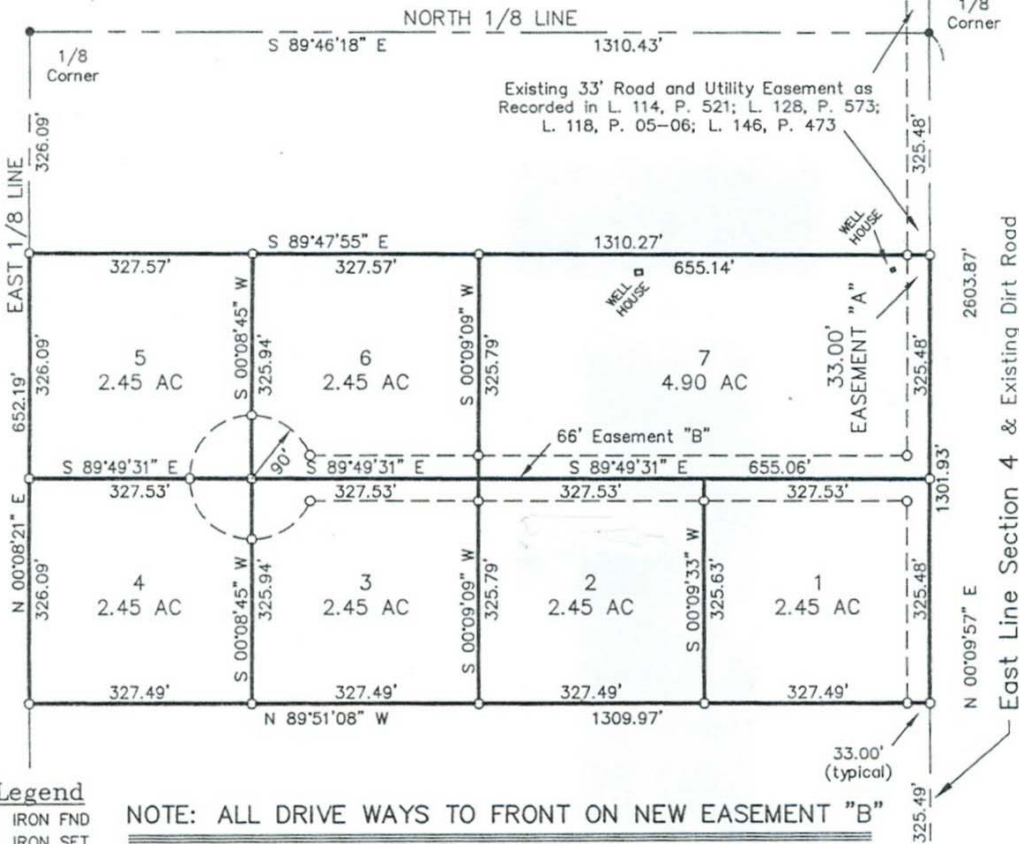 NORTH 1/8 LINE
1/8
Corner
1/8
Corner
S 89°46'18" E
1310.43'
Existing 33' Road and Utility Easement as
Recorded in L. 114, P. 521; L. 128, P. 573;
L. 118, P. 05-06; L. 146, P. 473
326.09'
325.48'
EAST 1/8 LINE
WELL
HOUSE
S 89°47'55" E
1310.27'
327.57'
327.57'
655.14'
WELL
HOUSE
2603.87'
East Line Section 4 & Existing Dirt Road
652.19'
326.09'
5
2.45 AC
S 00°08'45" W
325.94'
6
2.45 AC
S 00°09'09" W
325.79'
7
4.90 AC
33.00'
EASEMENT "A"
325.48'
90'
66' Easement "B"
S 89°49'31" E
S 89°49'31" E
S 89°49'31" E
655.06'
327.53'
327.53'
327.53'
327.53'
1301.93'
N 00°08'21" E
326.09'
4
2.45 AC
S 00°08'45" W
325.94'
3
2.45 AC
S 00°09'09" W
325.79'
2
2.45 AC
S 00°09'33" W
325.63'
1
2.45 AC
325.48'
N 00°09'57" E
327.49'
327.49'
327.49'
327.49'
N 89°51'08" W
1309.97'
33.00'
(typical)
325.49'
Legend
IRON FND
IRON SET
NOTE: ALL DRIVE WAYS TO FRONT ON NEW EASEMENT "B"